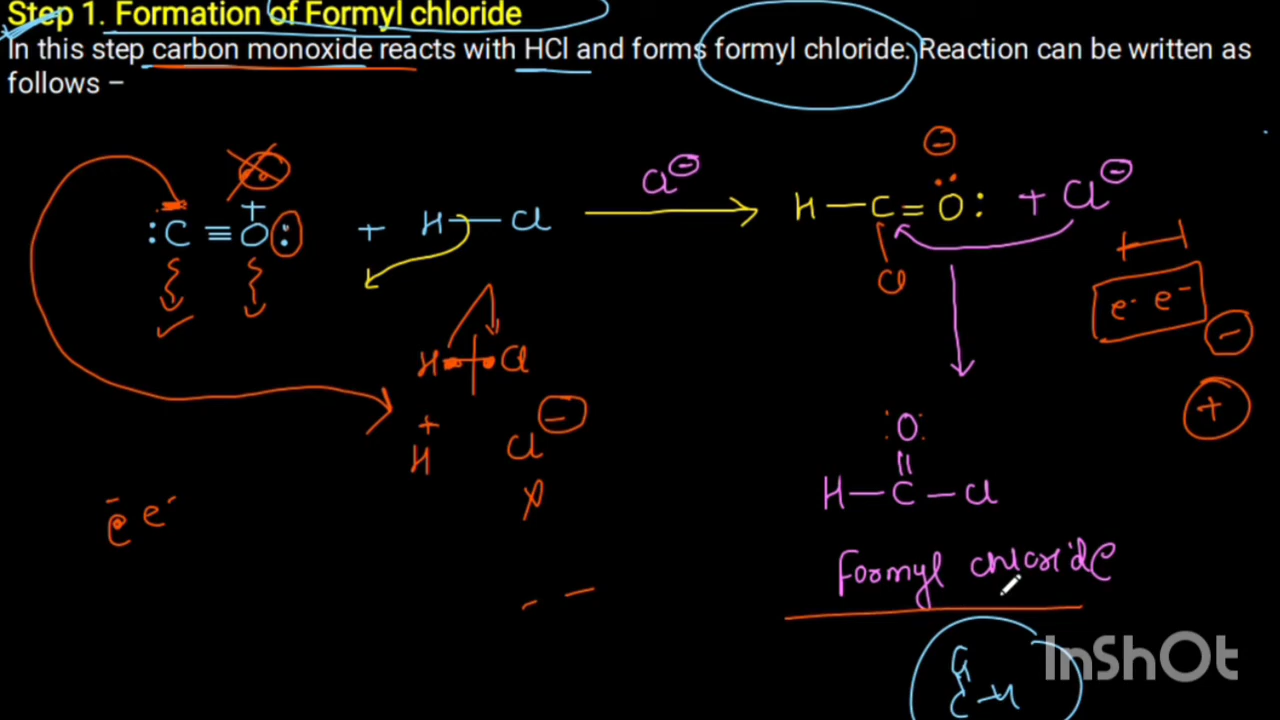 Step 1. Formation of Formyl chloride
In this step carbon monoxide reacts with HCl and forms formyl chloride. Reaction can be written as
follows –
:C ≡ O⁺: + H — Cl Cl⊖ H — C = O: + Cl⊖
⊖
Cl
e⁻ e⁻
⊖
⊕
H — Cl
H⁺ Cl⊖
e⁻ e⁻
:O:
||
H — C — Cl
Formyl chloride
InShOt